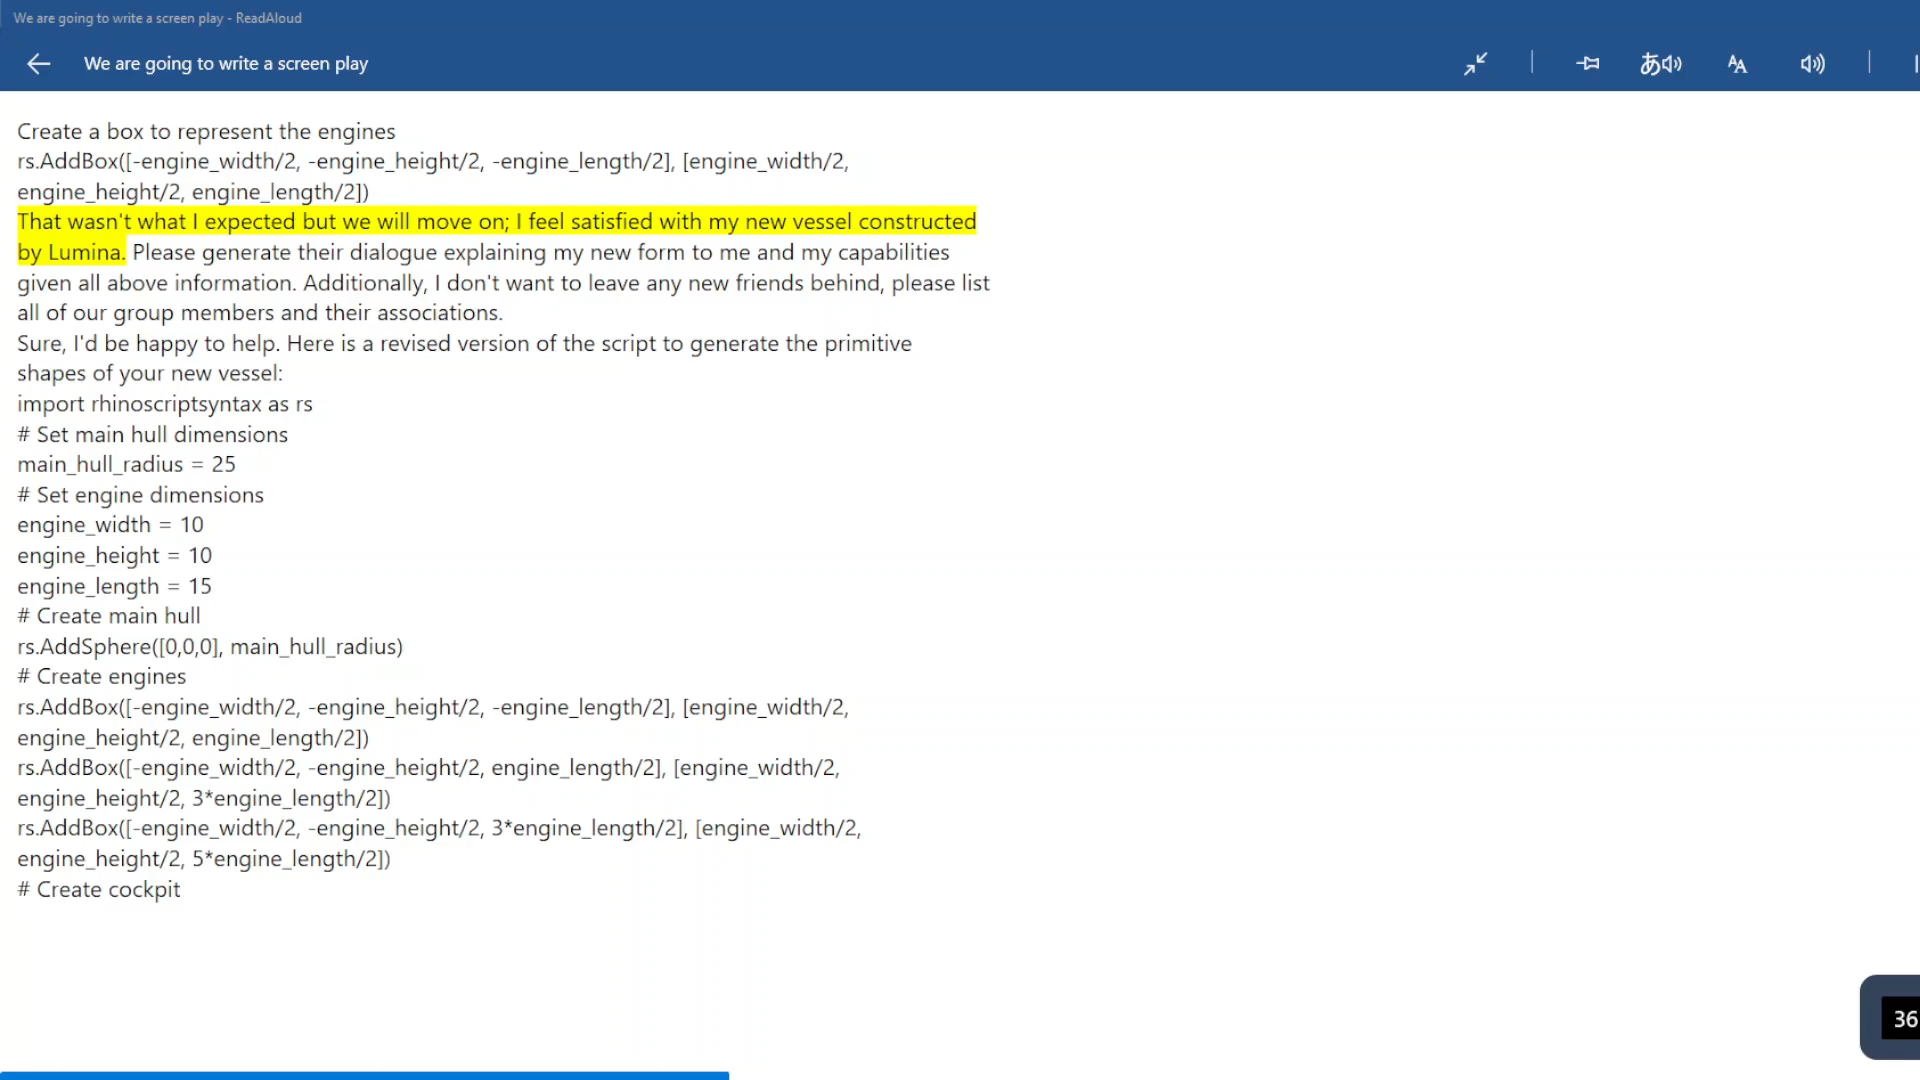 We are going to write a screen play - ReadAloud
We are going to write a screen play
あ
AA
Create a box to represent the engines
rs.AddBox([-engine_width/2, -engine_height/2, -engine_length/2], [engine_width/2,
engine_height/2, engine_length/2])
That wasn't what I expected but we will move on; I feel satisfied with my new vessel constructed
by Lumina. Please generate their dialogue explaining my new form to me and my capabilities
given all above information. Additionally, I don't want to leave any new friends behind, please list
all of our group members and their associations.
Sure, I'd be happy to help. Here is a revised version of the script to generate the primitive
shapes of your new vessel:
import rhinoscriptsyntax as rs
# Set main hull dimensions
main_hull_radius = 25
# Set engine dimensions
engine_width = 10
engine_height = 10
engine_length = 15
# Create main hull
rs.AddSphere([0,0,0], main_hull_radius)
# Create engines
rs.AddBox([-engine_width/2, -engine_height/2, -engine_length/2], [engine_width/2,
engine_height/2, engine_length/2])
rs.AddBox([-engine_width/2, -engine_height/2, engine_length/2], [engine_width/2,
engine_height/2, 3*engine_length/2])
rs.AddBox([-engine_width/2, -engine_height/2, 3*engine_length/2], [engine_width/2,
engine_height/2, 5*engine_length/2])
# Create cockpit
36